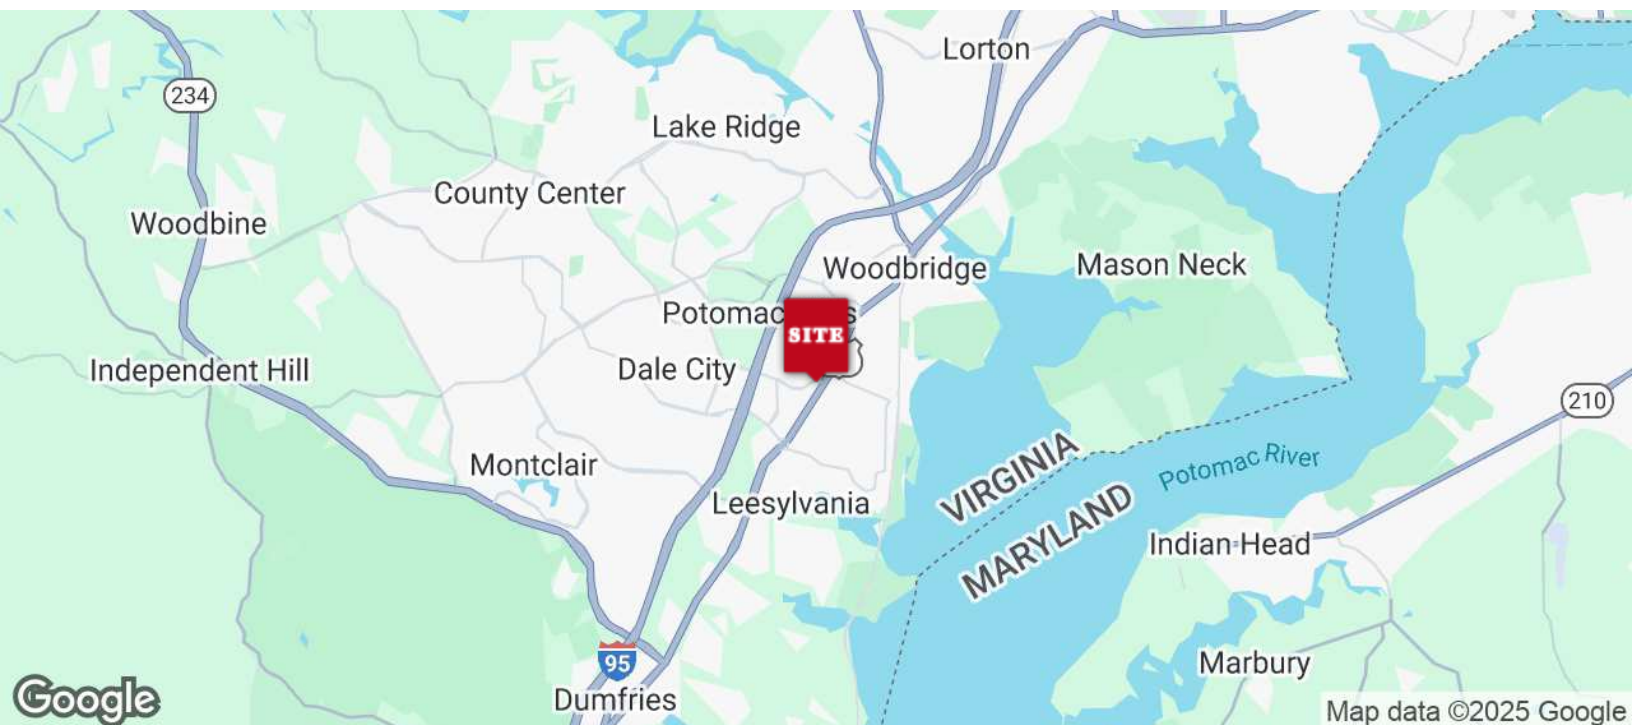 Lorton
234
Lake Ridge
County Center
Woodbine
Woodbridge
Mason Neck
Potomac
s
SITE
Independent Hill
Dale City
210
VIRGINIA
Potomac River
Montclair
MARYLAND
Leesylvania
Indian Head
95
Marbury
Dumfries
Google
Map data ©2025 Google